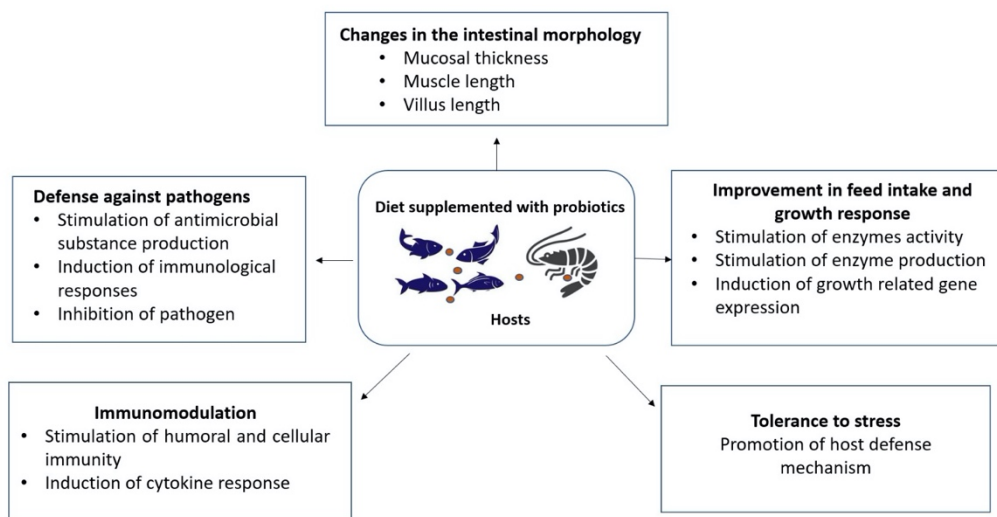 Changes in the intestinal morphology
• Mucosal thickness
• Muscle length
• Villus length
Defense against pathogens
• Stimulation of antimicrobial
substance production
• Induction of immunological
responses
• Inhibition of pathogen
Diet supplemented with probiotics
Hosts
Improvement in feed intake and
growth response
• Stimulation of enzymes activity
• Stimulation of enzyme production
• Induction of growth related gene
expression
Immunomodulation
• Stimulation of humoral and cellular
immunity
• Induction of cytokine response
Tolerance to stress
Promotion of host defense
mechanism